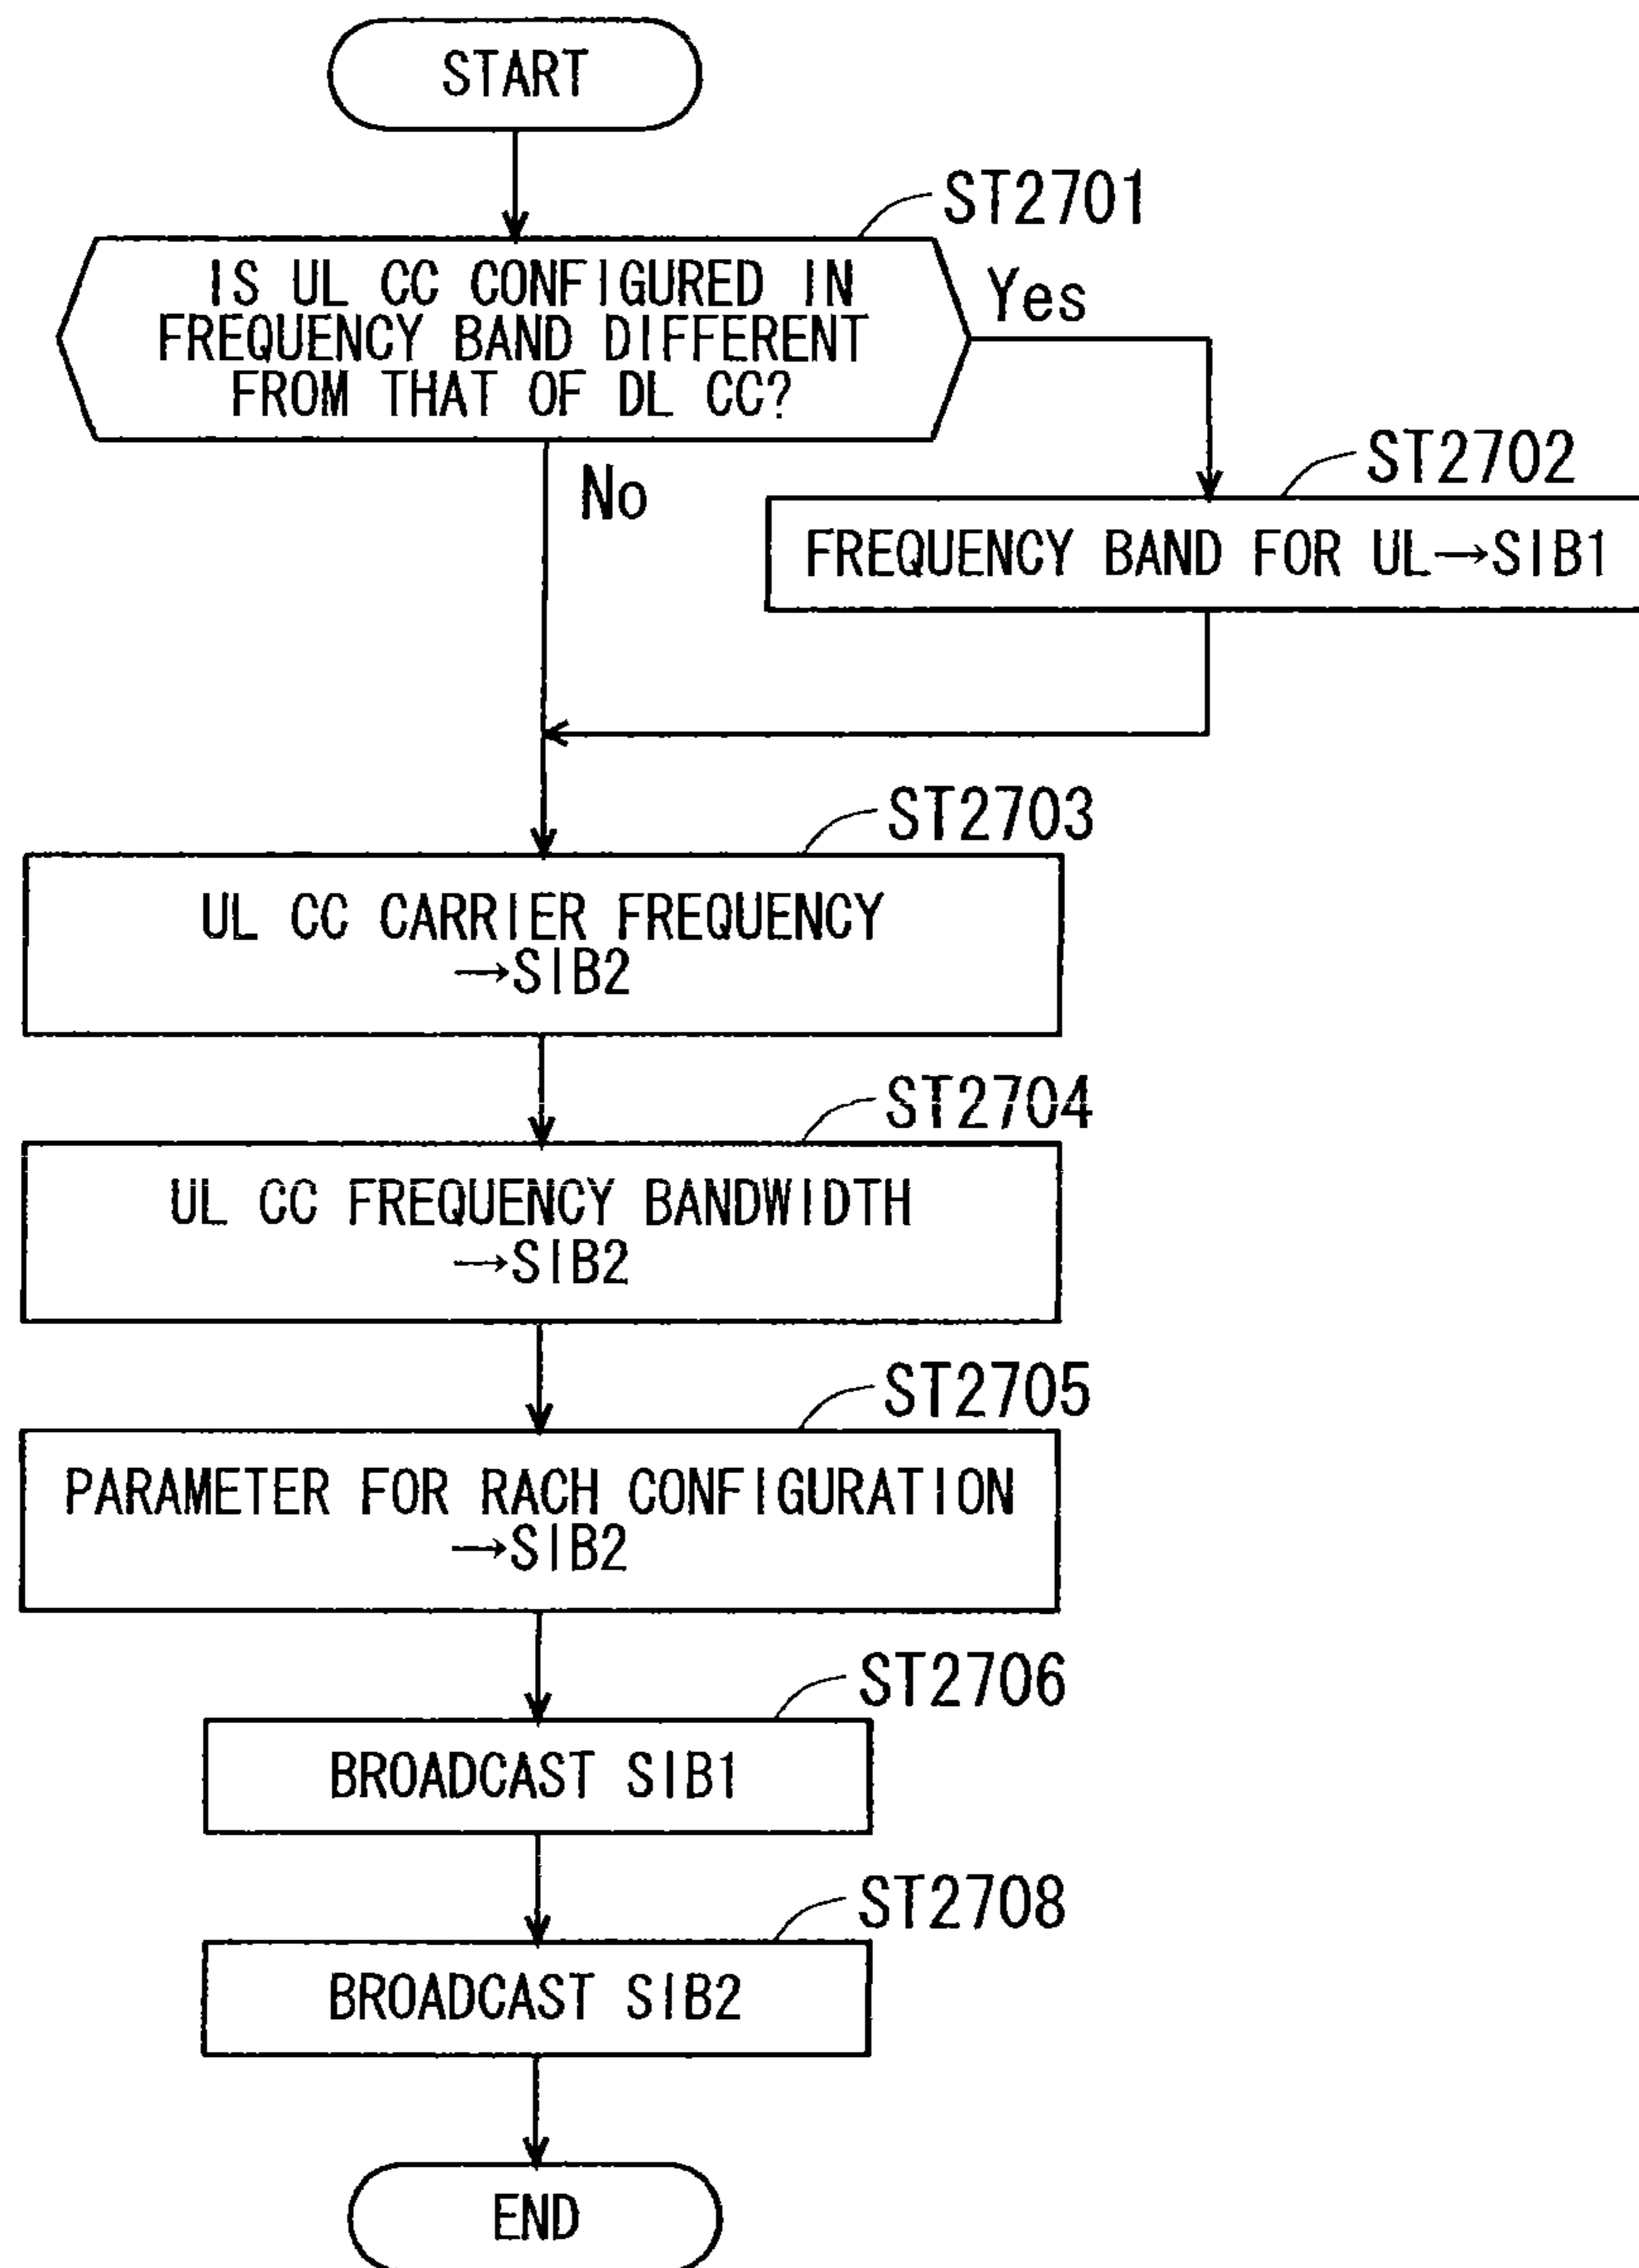 START
ST2701
IS UL CC CONFIGURED IN
FREQUENCY BAND DIFFERENT
FROM THAT OF DL CC?
Yes
No
ST2702
FREQUENCY BAND FOR UL→SIB1
ST2703
UL CC CARRIER FREQUENCY
→SIB2
ST2704
UL CC FREQUENCY BANDWIDTH
→SIB2
ST2705
PARAMETER FOR RACH CONFIGURATION
→SIB2
ST2706
BROADCAST SIB1
ST2708
BROADCAST SIB2
END